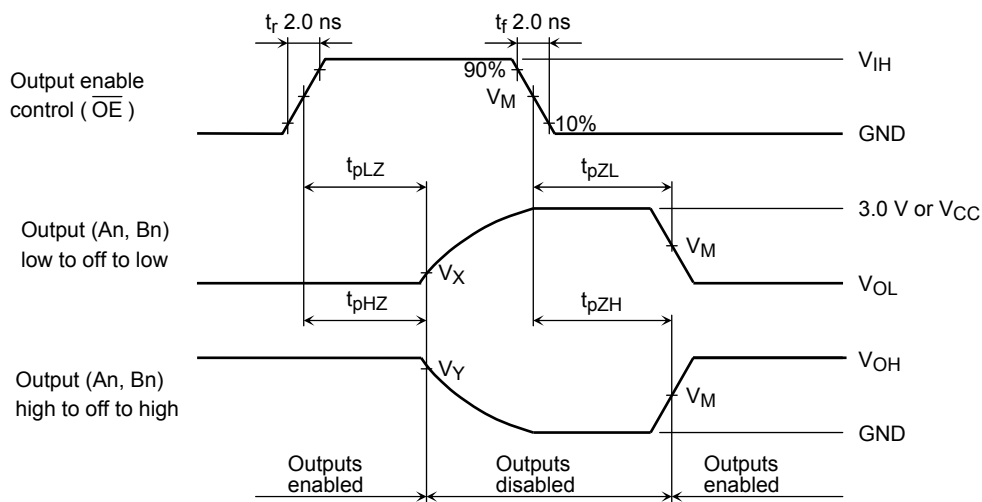 tr 2.0 ns
tf 2.0 ns
Output enable
control ( OE )
90%
VM
10%
VIH
GND
tpLZ
tpZL
3.0 V or VCC
Output (An, Bn)
low to off to low
VX
VM
VOL
tpHZ
tpZH
VOH
Output (An, Bn)
high to off to high
VY
VM
GND
Outputs
enabled
Outputs
disabled
Outputs
enabled